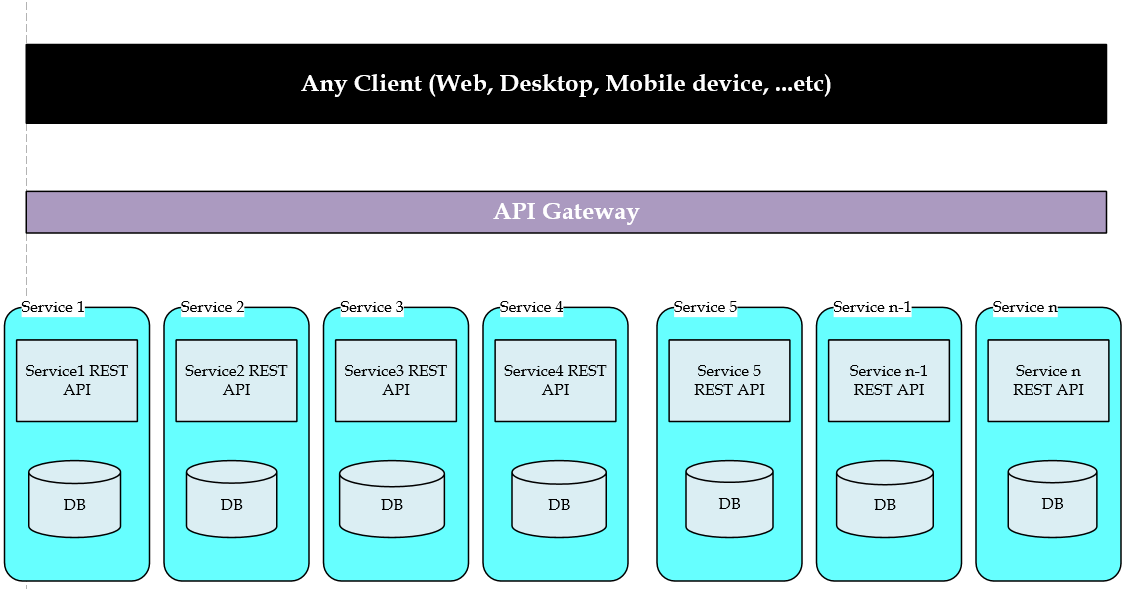 Any Client (Web, Desktop, Mobile device, ...etc)
API Gateway
Service 1
Service1 REST
API
DB
Service 2
Service2 REST
API
DB
Service 3
Service3 REST
API
DB
Service 4
Service4 REST
API
DB
Service 5
Service 5
REST API
DB
Service n-1
Service n-1
REST API
DB
Service n
Service n
REST API
DB